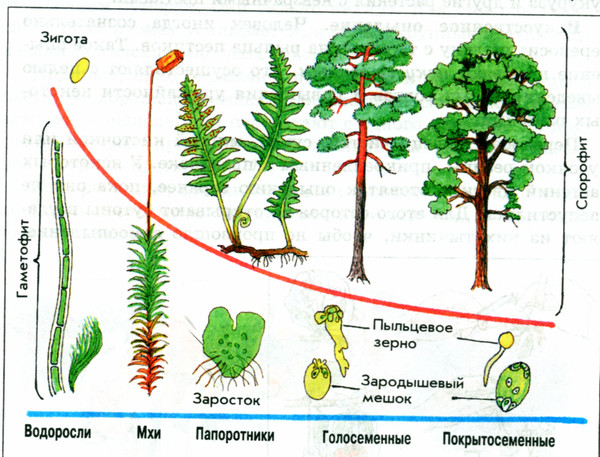 Зигота
Гаметофит
Спорофит
Пыльцевое
зерно
Зародышевый
мешок
Заросток
Водоросли
Мхи
Папоротники
Голосеменные
Покрытосеменные